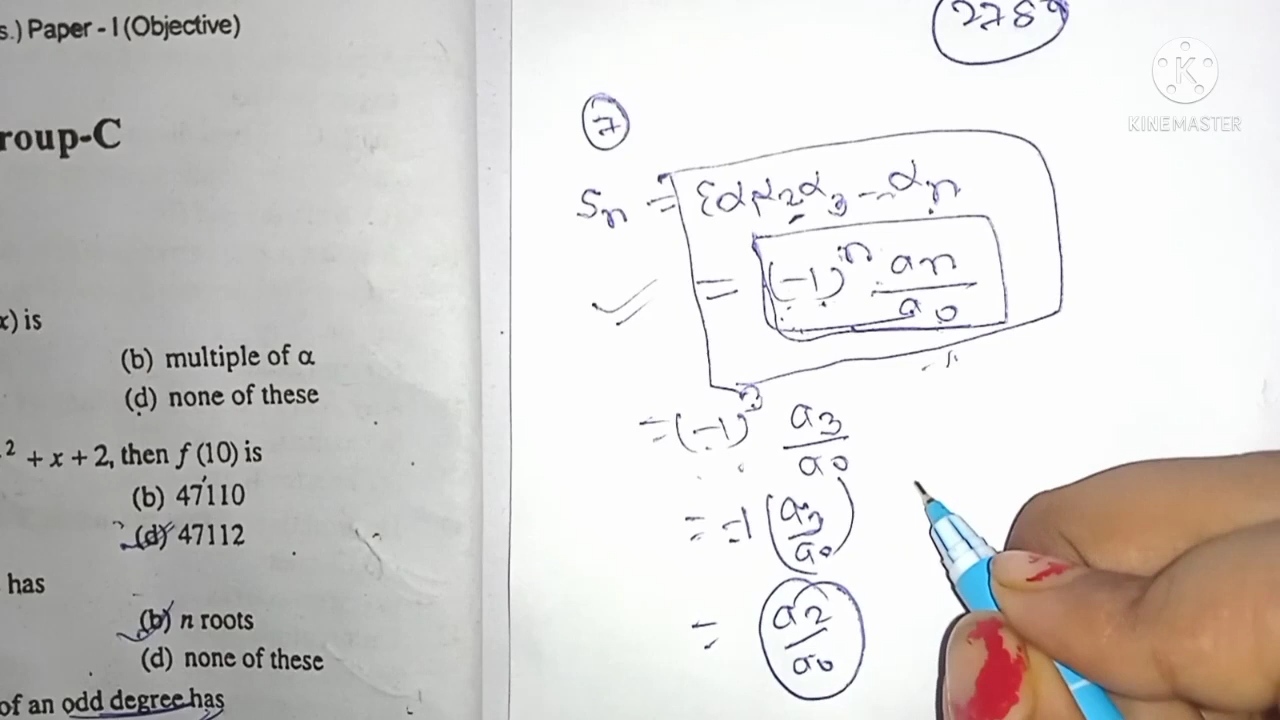 s.) Paper - I (Objective)
roup-C
x) is
(b) multiple of α
(d) none of these
2 + x + 2, then f (10) is
(b) 47110
(d) 47112
has
(b) n roots
(d) none of these
of an odd degree has
278
KINEMASTER
7
Sn = Σα1α2α3 --- αn
= (-1)^n an/a0
= (-1)^3 a3/a0
= -1 (a3/a0)
= a2/a0